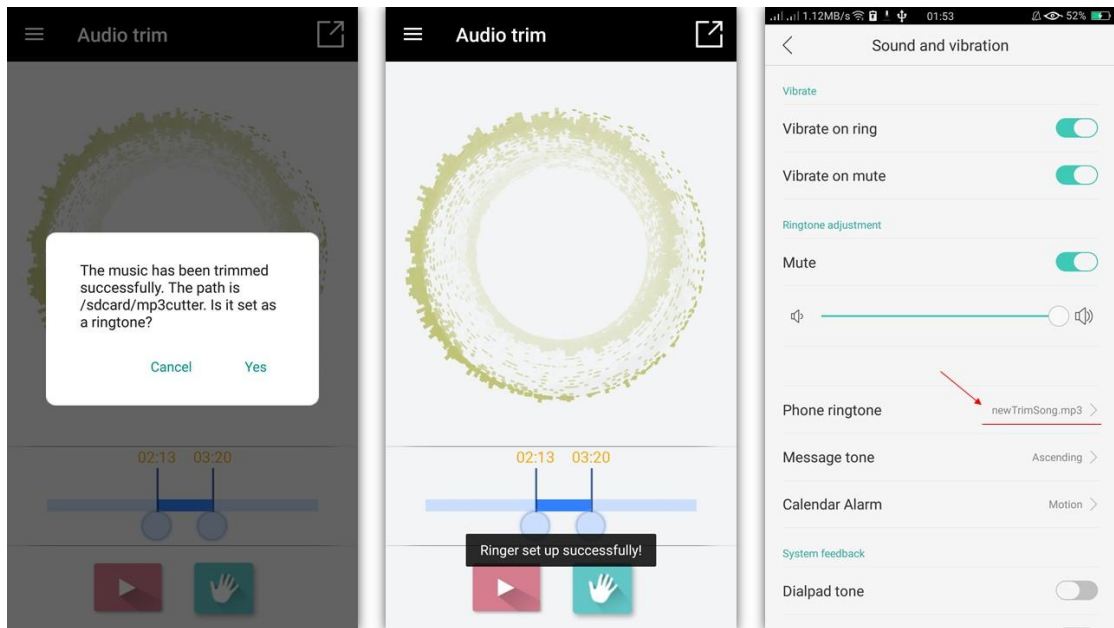 Audio trim
The music has been trimmed
successfully. The path is
/sdcard/mp3cutter. Is it set as
a ringtone?
Cancel Yes
02:13 03:20
Audio trim
02:13 03:20
Ringer set up successfully!
1.12MB/s 01:53 52%
Sound and vibration
Vibrate
Vibrate on ring
Vibrate on mute
Ringtone adjustment
Mute
Phone ringtone newTrimSong.mp3
Message tone Ascending
Calendar Alarm Motion
System feedback
Dialpad tone